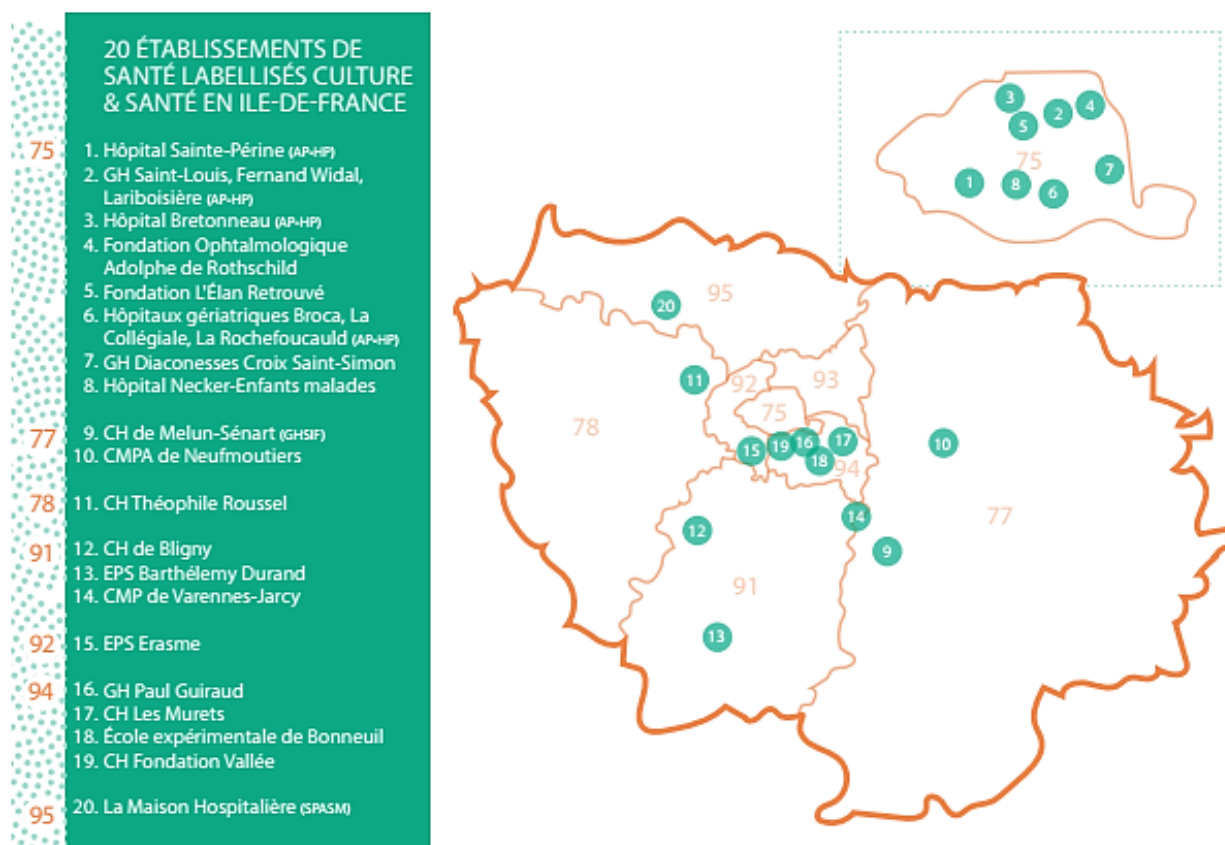 20 ÉTABLISSEMENTS DE
SANTÉ LABELLISÉS CULTURE
& SANTÉ EN ILE-DE-FRANCE
75
1. Hôpital Sainte-Périne (AP-HP)
2. GH Saint-Louis, Fernand Widal,
Lariboisière (AP-HP)
3. Hôpital Bretonneau (AP-HP)
4. Fondation Ophtalmologique
Adolphe de Rothschild
5. Fondation L'Élan Retrouvé
6. Hôpitaux gériatriques Broca, La
Collégiale, La Rochefoucauld (AP-HP)
7. GH Diaconesses Croix Saint-Simon
8. Hôpital Necker-Enfants malades
77
9. CH de Melun-Sénart (GHSIF)
10. CMPA de Neufmoutiers
78
11. CH Théophile Roussel
91
12. CH de Bligny
13. EPS Barthélemy Durand
14. CMP de Varennes-Jarcy
92
15. EPS Erasme
94
16. GH Paul Guiraud
17. CH Les Murets
18. École expérimentale de Bonneuil
19. CH Fondation Vallée
95
20. La Maison Hospitalière (SPASM)
3
2
4
5
75
7
1
8
6
95
20
11
92
93
75
78
15
19
16
17
18
94
10
77
14
12
9
91
13